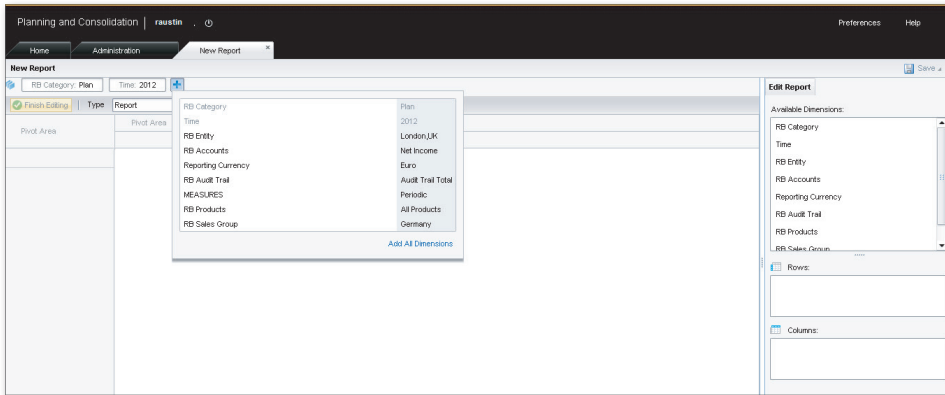 Planning and Consolidation | raustin .
Preferences Help
Home Administration New Report ×
New Report
Save
RB Category: Plan Time: 2012 +
Edit Report
Finish Editing Type Report
Pivot Area
Pivot Area
RB Category Plan
Time 2012
RB Entity London,UK
RB Accounts Net Income
Reporting Currency Euro
RB Audit Trail Audit Trail Total
MEASURES Periodic
RB Products All Products
RB Sales Group Germany
Add All Dimensions
Available Dimensions:
RB Category
Time
RB Entity
RB Accounts
Reporting Currency
RB Audit Trail
RB Products
RB Sales Group
Rows:
Columns: